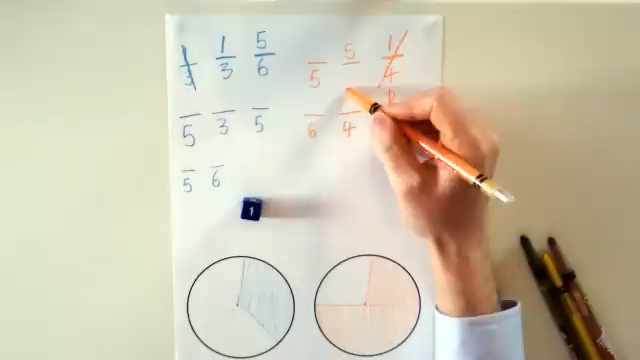 1/3 1/3 5/6 _/5 5/_ 1/4
_/5 _/3 _/5 _/6 _/4
_/5 _/6
1